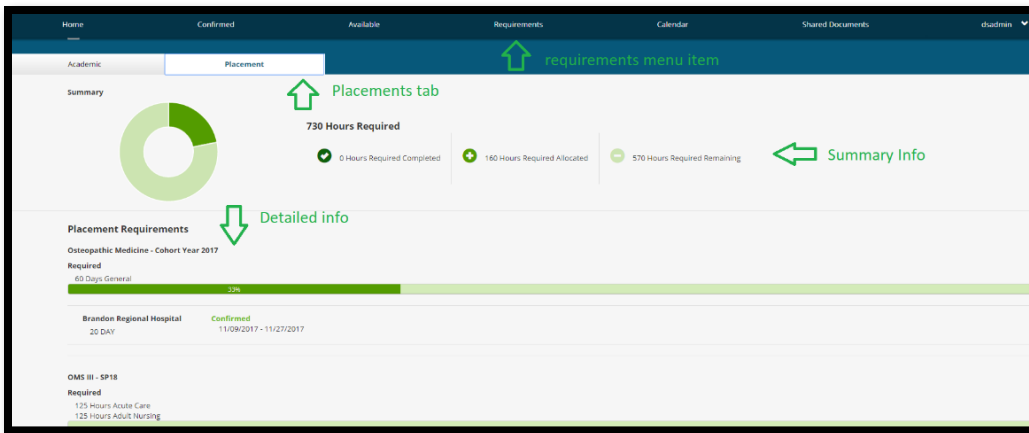 Home Confirmed Available Requirements Calendar Shared Documents dsadmin
requirements menu item
Academic Placement
Placements tab
Summary
730 Hours Required
0 Hours Required Completed 160 Hours Required Allocated 570 Hours Required Remaining
Summary Info
Detailed info
Placement Requirements
Osteopathic Medicine - Cohort Year 2017
Required
60 Days General
33%
Brandon Regional Hospital Confirmed
20 DAY 11/09/2017 - 11/27/2017
OMS III - SP18
Required
125 Hours Acute Care
125 Hours Adult Nursing